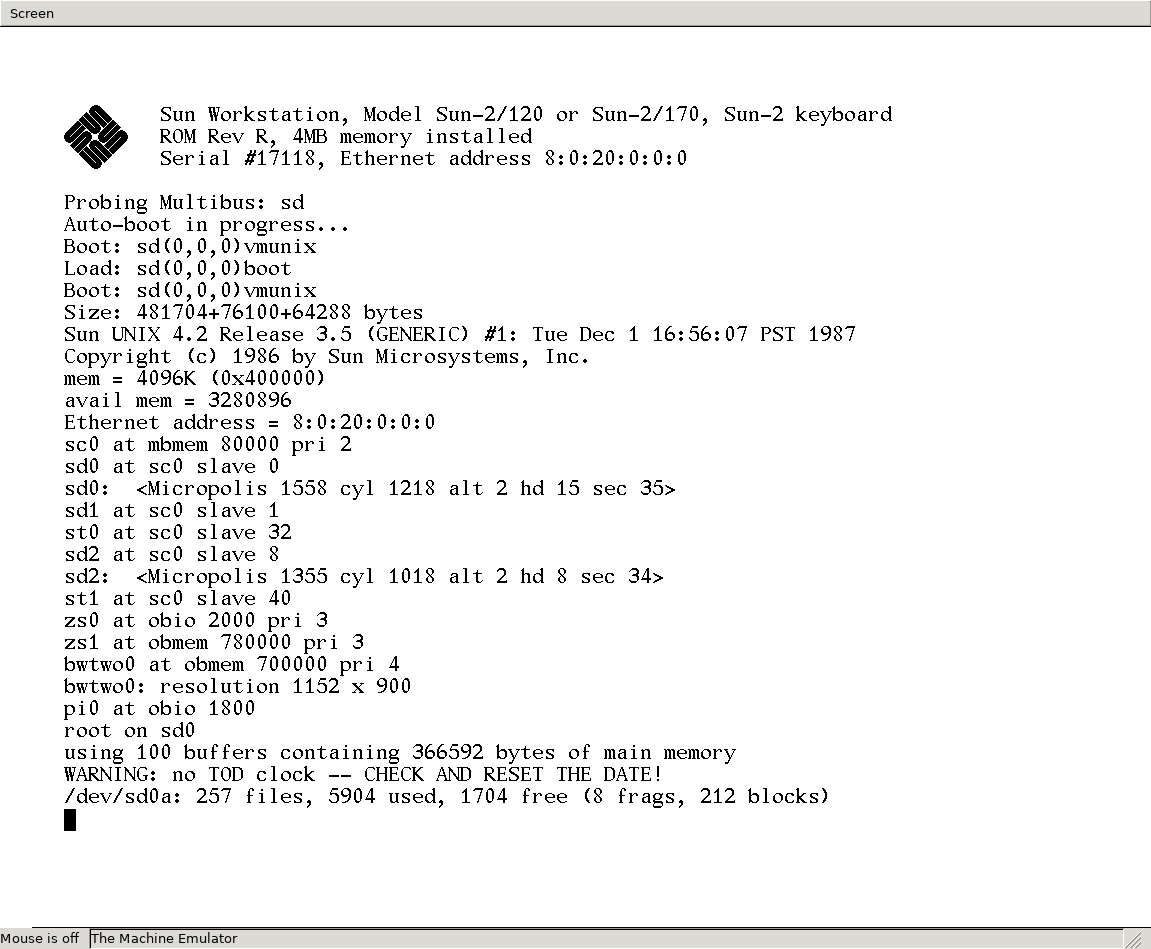 Screen
Sun Workstation, Model Sun-2/120 or Sun-2/170, Sun-2 keyboard
ROM Rev R, 4MB memory installed
Serial #17118, Ethernet address 8:0:20:0:0:0
Probing Multibus: sd
Auto-boot in progress...
Boot: sd(0,0,0)vmunix
Load: sd(0,0,0)boot
Boot: sd(0,0,0)vmunix
Size: 481704+76100+64288 bytes
Sun UNIX 4.2 Release 3.5 (GENERIC) #1: Tue Dec 1 16:56:07 PST 1987
Copyright (c) 1986 by Sun Microsystems, Inc.
mem = 4096K (0x400000)
avail mem = 3280896
Ethernet address = 8:0:20:0:0:0
sc0 at mbmem 80000 pri 2
sd0 at sc0 slave 0
sd0:  <Micropolis 1558 cyl 1218 alt 2 hd 15 sec 35>
sd1 at sc0 slave 1
st0 at sc0 slave 32
sd2 at sc0 slave 8
sd2:  <Micropolis 1355 cyl 1018 alt 2 hd 8 sec 34>
st1 at sc0 slave 40
zs0 at obio 2000 pri 3
zs1 at obmem 780000 pri 3
bwtwo0 at obmem 700000 pri 4
bwtwo0: resolution 1152 x 900
pi0 at obio 1800
root on sd0
using 100 buffers containing 366592 bytes of main memory
WARNING: no TOD clock -- CHECK AND RESET THE DATE!
/dev/sd0a: 257 files, 5904 used, 1704 free (8 frags, 212 blocks)
Mouse is off The Machine Emulator